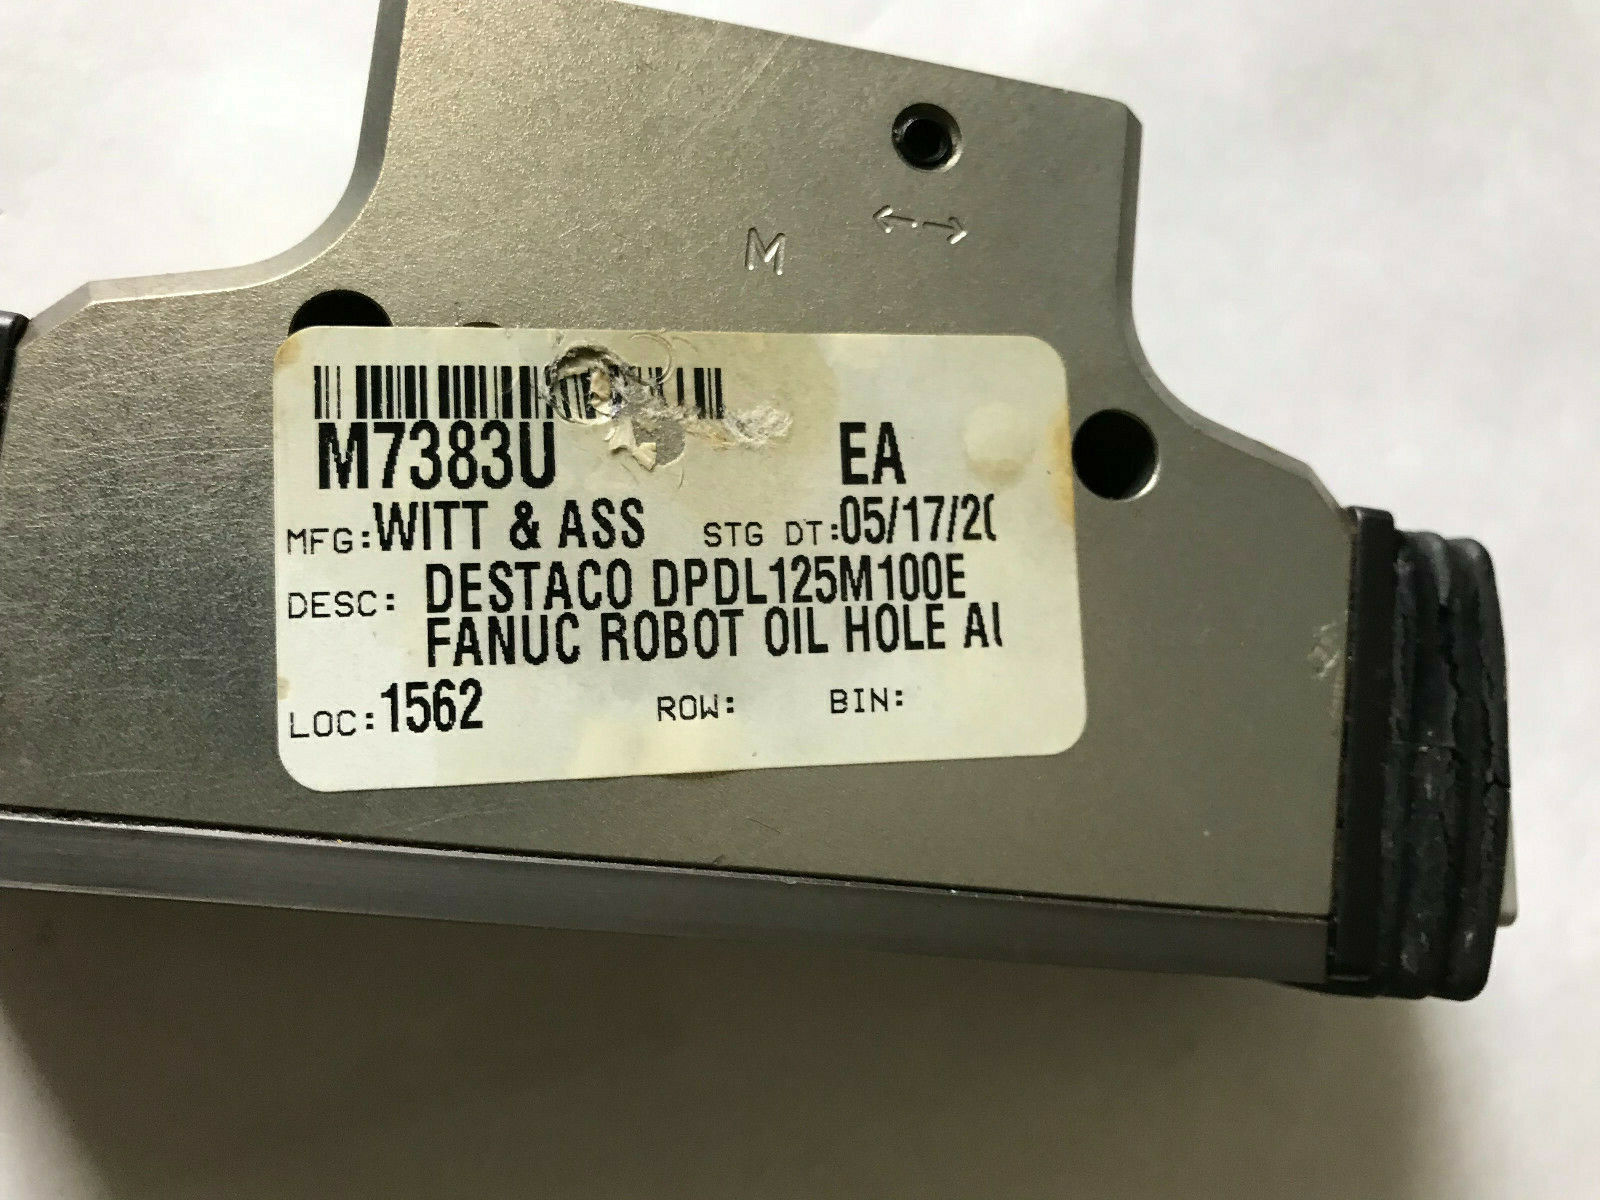 M
M7383U EA
MFG: WITT & ASS STG DT: 05/17/20
DESC: DESTACO DPDL125M100E
FANUC ROBOT OIL HOLE
LOC: 1562 ROW: BIN: